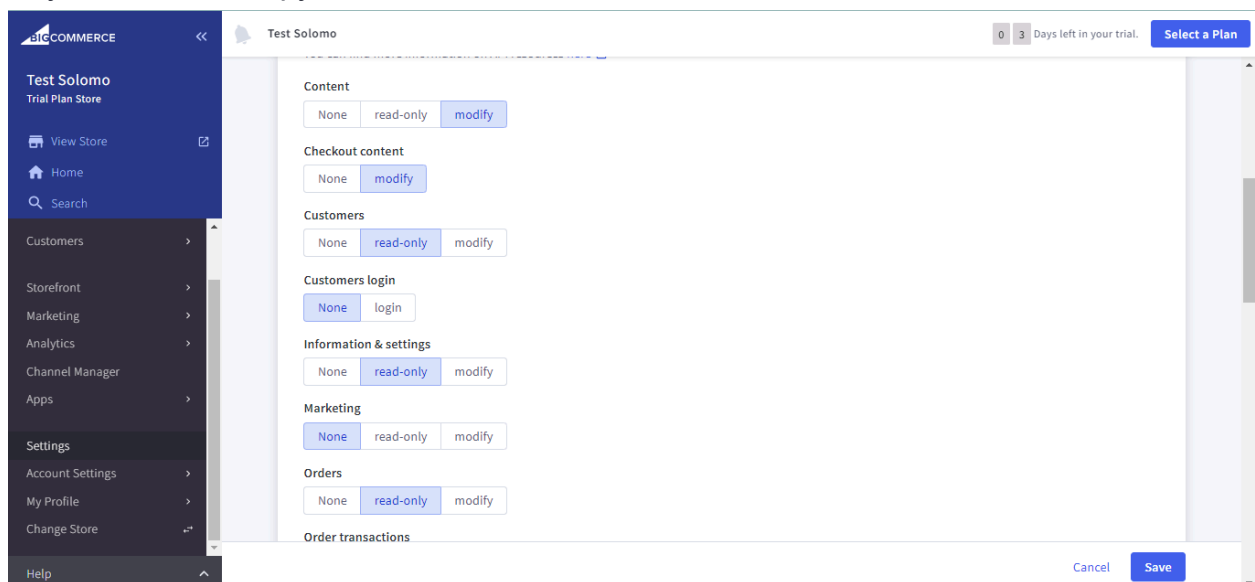 BIGCOMMERCE
Test Solomo
0 3 Days left in your trial.
Select a Plan
Test Solomo
Trial Plan Store
View Store
Home
Search
Customers
Storefront
Marketing
Analytics
Channel Manager
Apps
Settings
Account Settings
My Profile
Change Store
Help
Content
None read-only modify
Checkout content
None modify
Customers
None read-only modify
Customers login
None login
Information & settings
None read-only modify
Marketing
None read-only modify
Orders
None read-only modify
Order transactions
Cancel Save